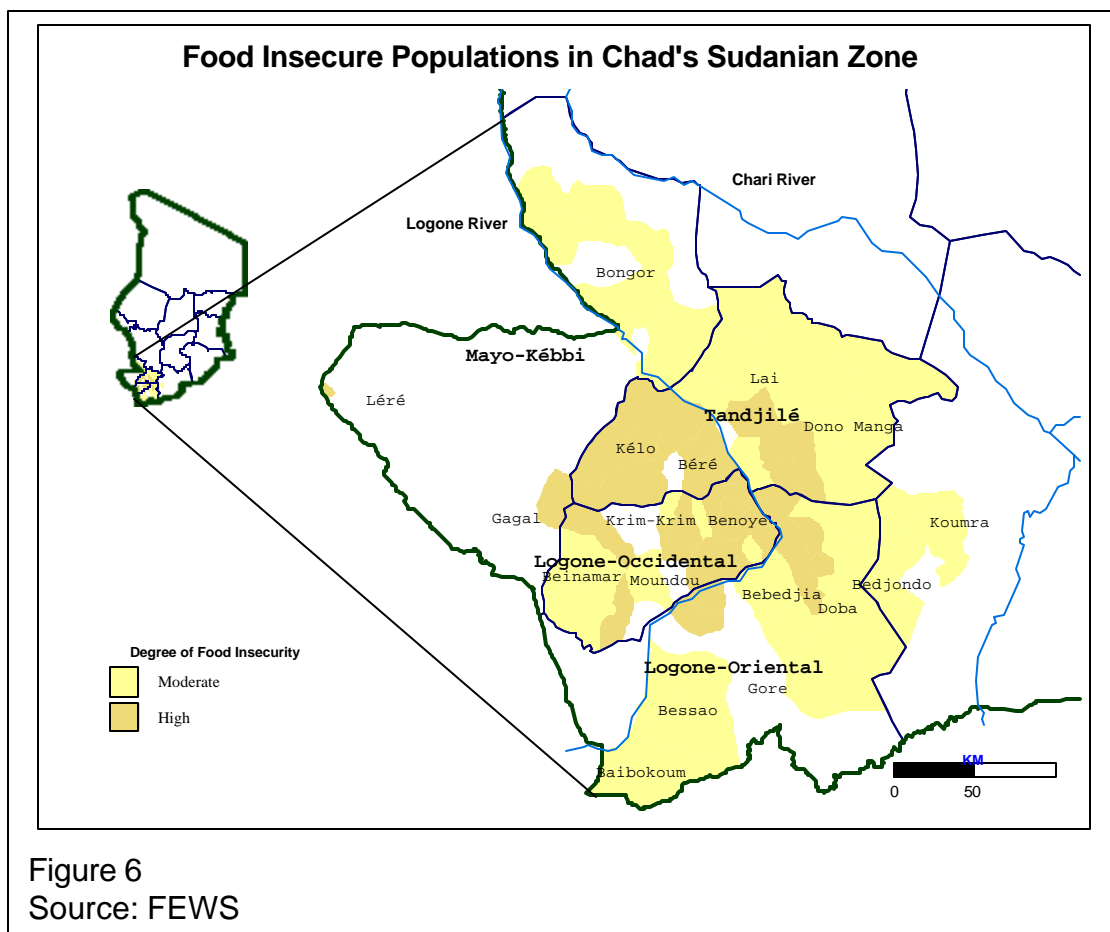 Food Insecure Populations in Chad's Sudanian Zone
Chari River
Logone River
Bongor
Mayo-Kébbi
Lai
Léré
Tandjilé
Dono Manga
Kélo
Béré
Gagal
Krim-Krim
Benoye
Koumra
Logone-Occidental
Beinamar
Moundou
Bedjondo
Bebedjia
Doba
Degree of Food Insecurity
Logone-Oriental
Moderate
Gore
High
Bessao
KM
Baibokoum
0 50
Figure 6
Source: FEWS